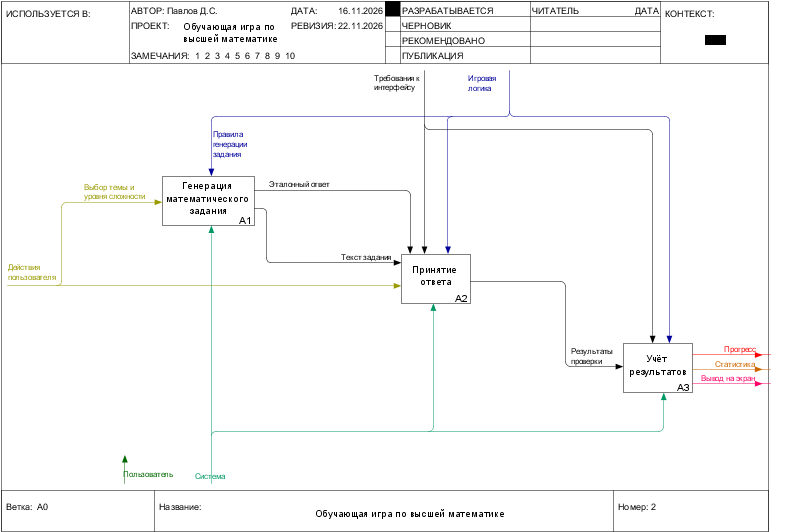 ИСПОЛЬЗУЕТСЯ В:
АВТОР: Павлов Д.С.
ДАТА: 16.11.2026
РАЗРАБАТЫВАЕТСЯ
ЧИТАТЕЛЬ
ДАТА
КОНТЕКСТ:
ПРОЕКТ: Обучающая игра по
высшей математике
РЕВИЗИЯ: 22.11.2026
ЧЕРНОВИК
РЕКОМЕНДОВАНО
ЗАМЕЧАНИЯ: 1 2 3 4 5 6 7 8 9 10
ПУБЛИКАЦИЯ
Требования к
интерфейсу
Игровая
логика
Правила
генерации
задания
Выбор темы и
уровня сложности
Генерация
математического
задания
A1
Эталонный ответ
Текст задания
Действия
пользователя
Принятие
ответа
A2
Результаты
проверки
Учёт
результатов
A3
Прогресс
Статистика
Вывод на экран
Пользователь
Система
Ветка: A0
Название:
Обучающая игра по высшей математике
Номер: 2